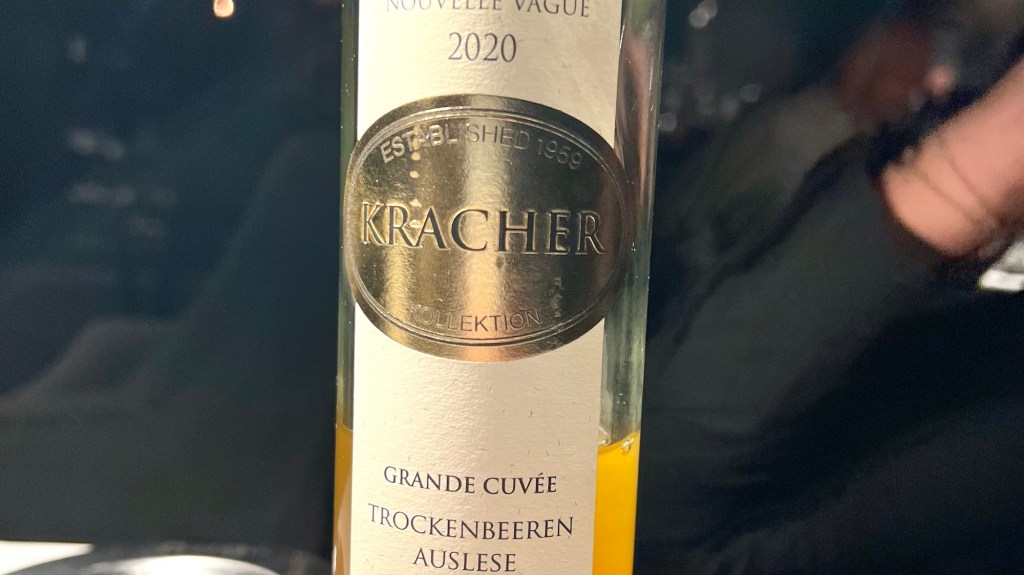 NOUVELLE VAGUE
2020
ESTABLISHED 1959
KRACHER
KOLLEKTION
GRANDE CUVÉE
TROCKENBEEREN
AUSLESE